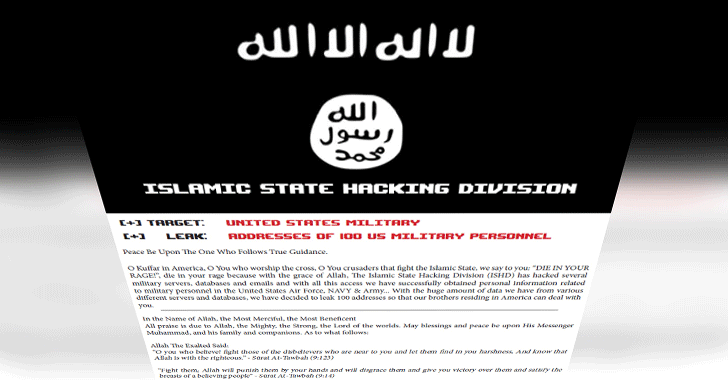 لا اله الا الله
الله
رسول
محمد
ISLAMIC STATE HACKING DIVISION
[+] TARGET: UNITED STATES MILITARY
[+] LEAK: ADDRESSES OF 100 US MILITARY PERSONNEL
Peace Be Upon The One Who Follows True Guidance.
O Kuffar in America, O You who worship the cross, O You crusaders that fight the Islamic State, we say to you: "DIE IN YOUR
RAGE!", die in your rage because with the grace of Allah, The Islamic State Hacking Division (ISHD) has hacked several
military servers, databases and emails and with all this access we have successfully obtained personal information related
to military personnel in the United States Air Force, NAVY & Army... With the huge amount of data we have from various
different servers and databases, we have decided to leak 100 addresses so that our brothers residing in America can deal with
you.
In the Name of Allah, the Most Merciful, the Most Beneficent
All praise is due to Allah, the Mighty, the Strong, the Lord of the worlds. May blessings and peace be upon His Messenger
Muhammad, and his family and companions. As to what follows:
Allah The Exalted Said:
"O you who believe! fight those of the disbelievers who are near to you and let them find in you harshness, And know that
Allah is with the righteous." - Sūrat At-Tawbah (9:123)
"Fight them, Allah will punish them by your hands and will disgrace them and give you victory over them and satisfy the
breasts of a believing people" - Sūrat At-Tawbah (9:14)